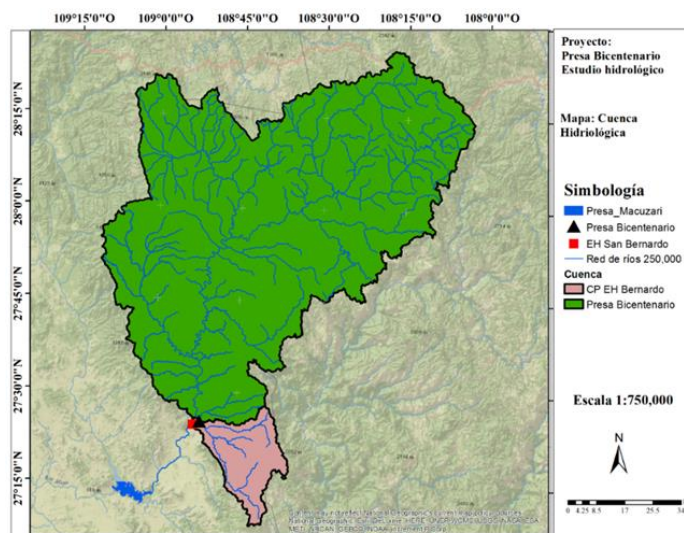 109°15'0"O 109°0'0"O 108°45'0"O 108°30'0"O 108°15'0"O 108°0'0"O
28°15'0"N
28°0'0"N
27°45'0"N
27°30'0"N
27°15'0"N
Proyecto:
Presa Bicentenario
Estudio hidrológico
Mapa: Cuenca
Hidriológica
Simbología
Presa_Macuzari
Presa Bicentenario
EH San Bernardo
Red de ríos 250,000
Cuenca
CP EH Bernardo
Presa Bicentenario
Escala 1:750,000
N
0 4.25 8.5 17 25.5 34